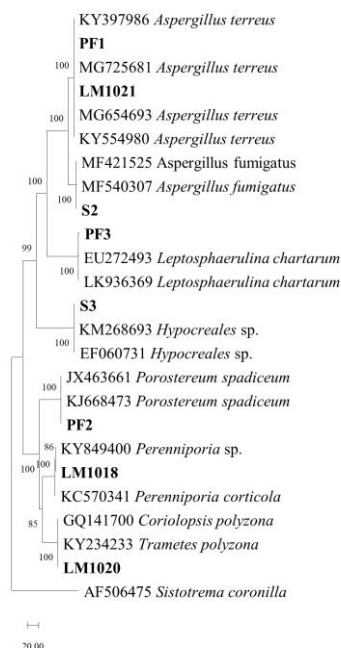 KY397986 Aspergillus terreus
PF1
100
MG725681 Aspergillus terreus
LM1021
MG654693 Aspergillus terreus
KY554980 Aspergillus terreus
100
MF421525 Aspergillus fumigatus
MF540307 Aspergillus fumigatus
100
S2
PF3
99
EU272493 Leptosphaerulina chartarum
100
LK936369 Leptosphaerulina chartarum
S3
KM268693 Hypocreales sp.
100
EF060731 Hypocreales sp.
JX463661 Porostereum spadiceum
100
KJ668473 Porostereum spadiceum
PF2
86
KY849400 Perenniporia sp.
100
100
LM1018
KC570341 Perenniporia corticola
GQ141700 Coriolopsis polyzona
85
KY234233 Trametes polyzona
100
LM1020
AF506475 Sistotrema coronilla
20.00